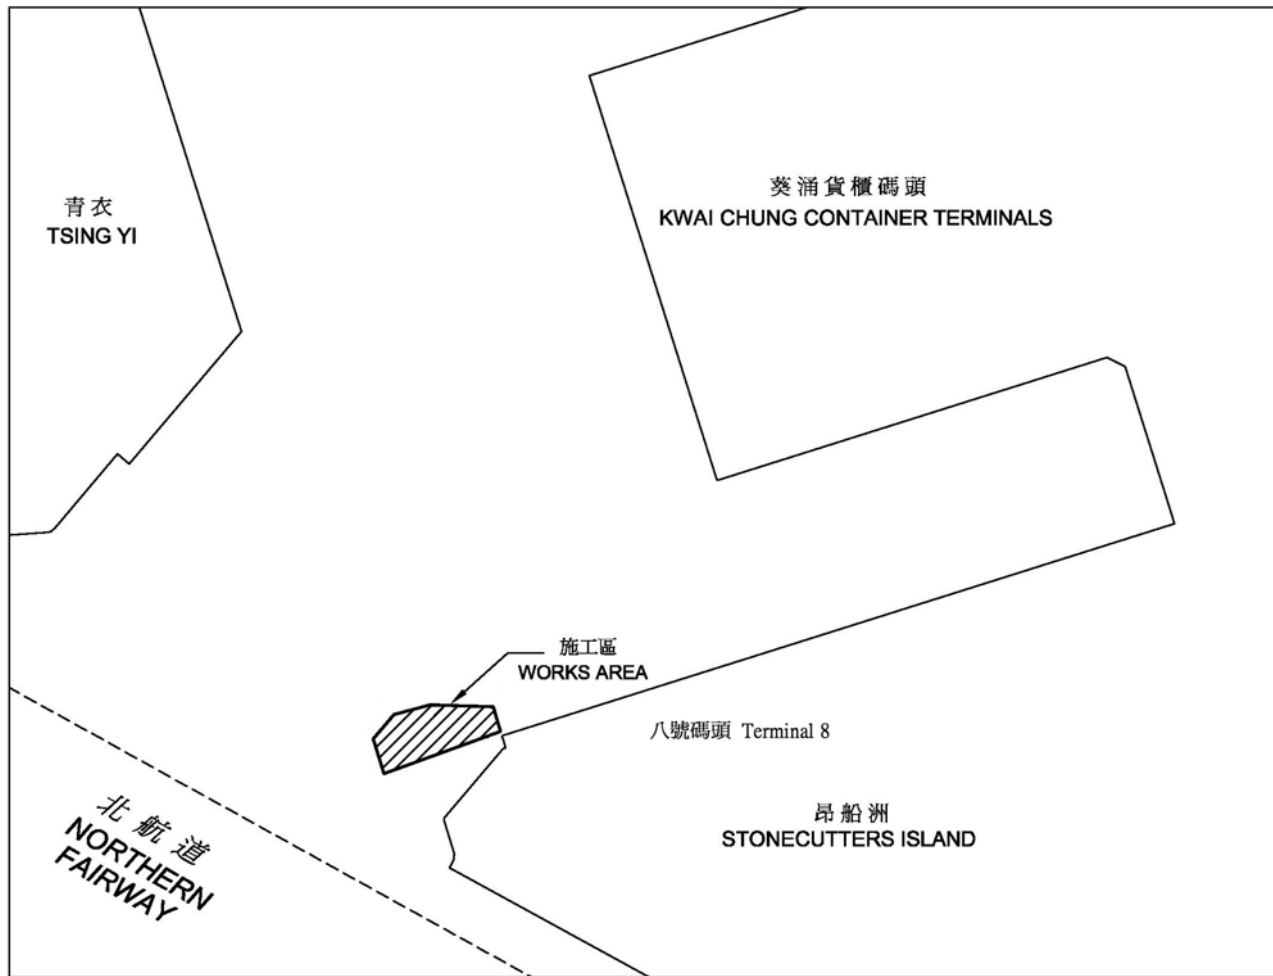 葵涌貨櫃碼頭
KWAI CHUNG CONTAINER TERMINALS
青衣
TSING YI
施工區
WORKS AREA
八號碼頭 Terminal 8
昂船洲
STONECUTTERS ISLAND
北航道
NORTHERN
FAIRWAY